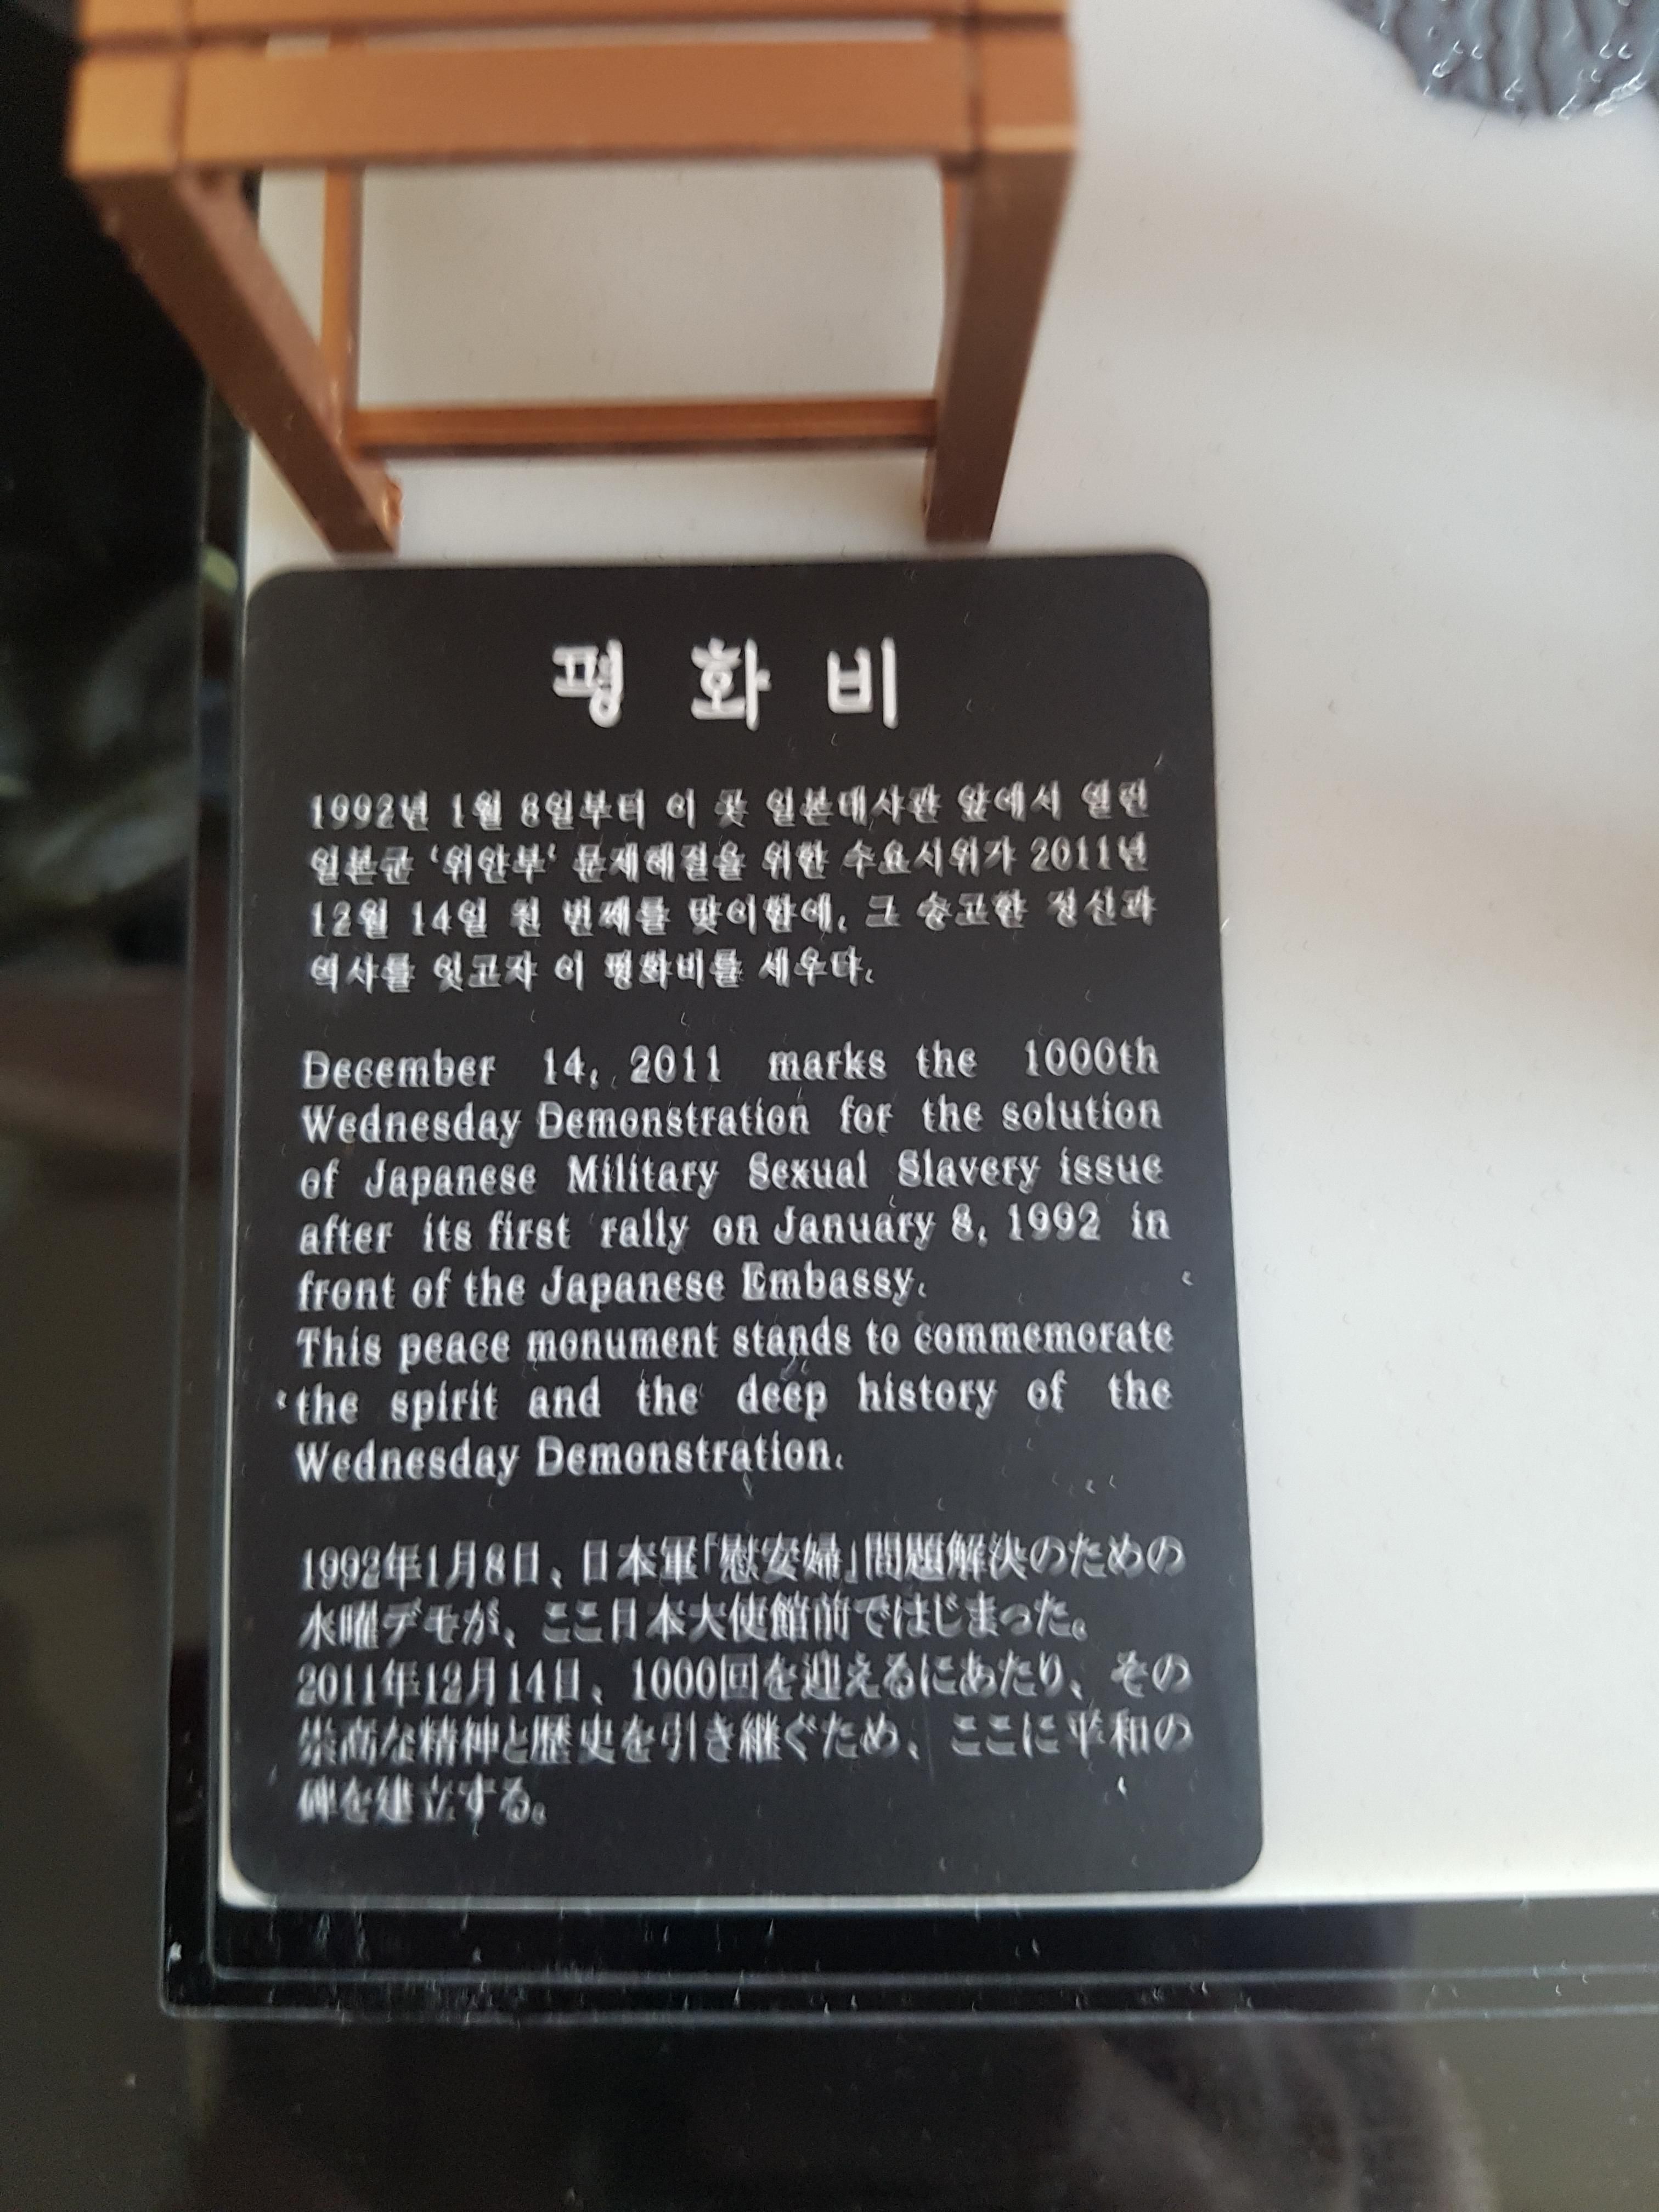 평화비
1992년 1월 8일부터 이 곳 일본대사관 앞에서 열린
일본군 ‘위안부‘ 문제해결을 위한 수요시위가 2011년
12월 14일 천 번째를 맞이함에, 그 숭고한 정신과
역사를 잇고자 이 평화비를 세우다.
December 14, 2011 marks the 1000th
Wednesday Demonstration for the solution
of Japanese Military Sexual Slavery issue
after its first rally on January 8, 1992 in
front of the Japanese Embassy.
This peace monument stands to commemorate
the spirit and the deep history of the
Wednesday Demonstration.
1992年1月8日、日本軍「慰安婦」問題解決のための
水曜デモが、ここ日本大使館前ではじまった。
2011年12月14日、1000回を迎えるにあたり、その
崇高な精神と歴史を引き継ぐため、ここに平和の
碑を建立する。